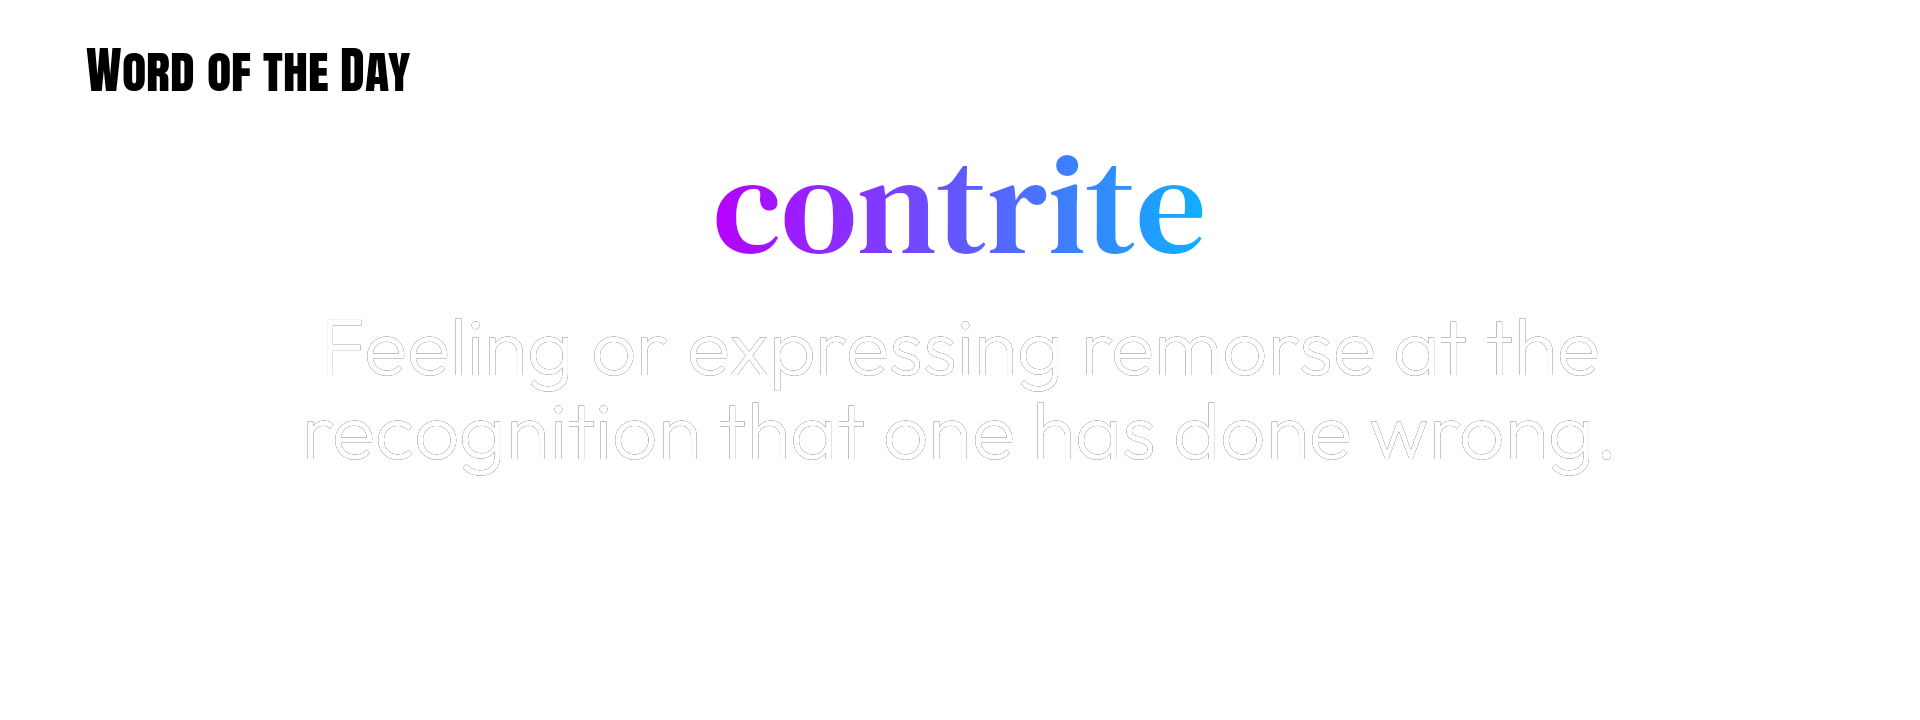 Word of the Day
contrite
Feeling or expressing remorse at the
recognition that one has done wrong.